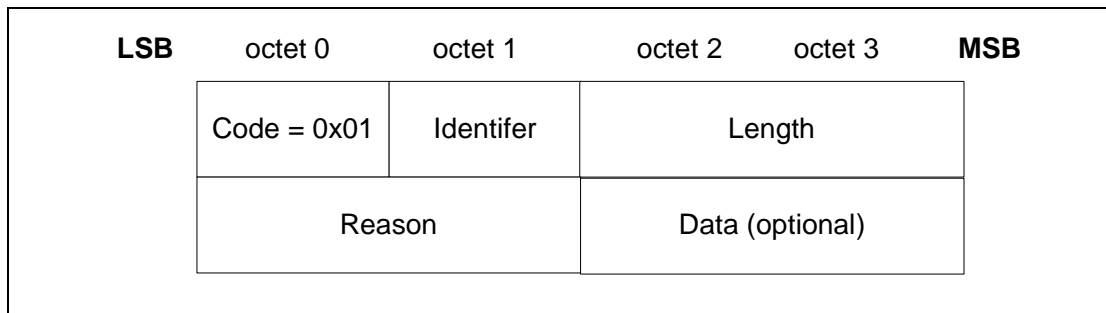 LSB octet 0 octet 1 octet 2 octet 3 MSB
Code = 0x01 Identifer Length
Reason Data (optional)